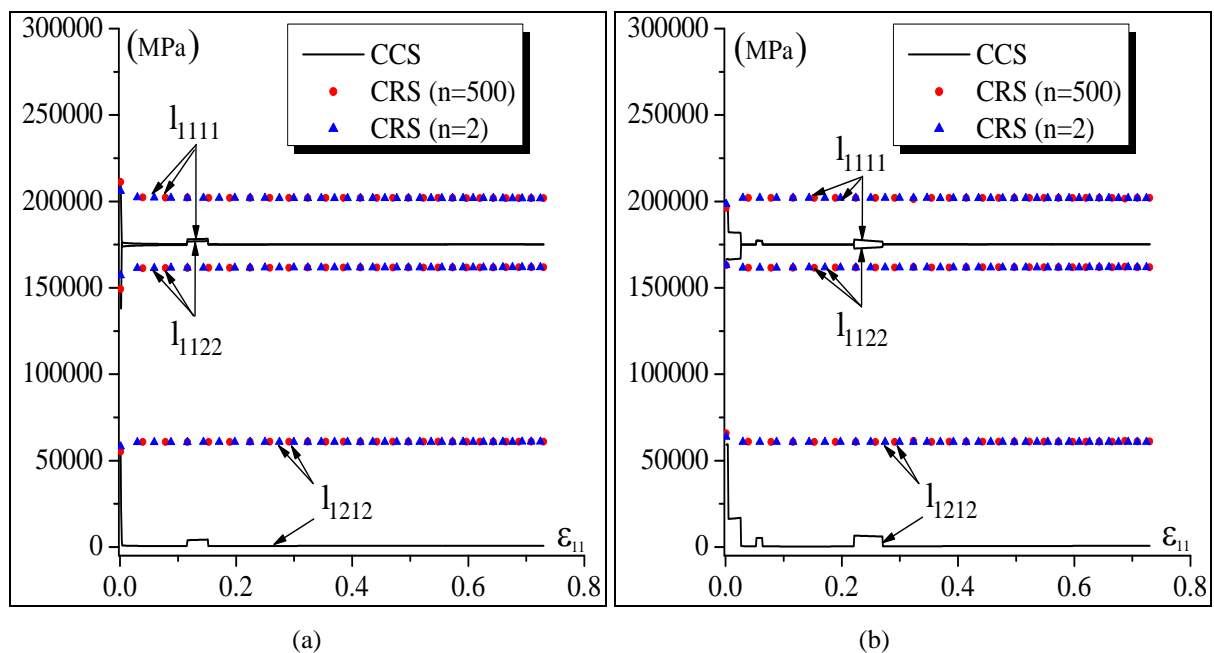 300000
(MPa)
CCS
CRS (n=500)
CRS (n=2)
250000
l1111
200000
150000
l1122
100000
50000
l1212
0
ε11
0.0 0.2 0.4 0.6 0.8
(a)
300000
(MPa)
CCS
CRS (n=500)
CRS (n=2)
250000
l1111
200000
150000
l1122
100000
50000
l1212
0
ε11
0.0 0.2 0.4 0.6 0.8
(b)